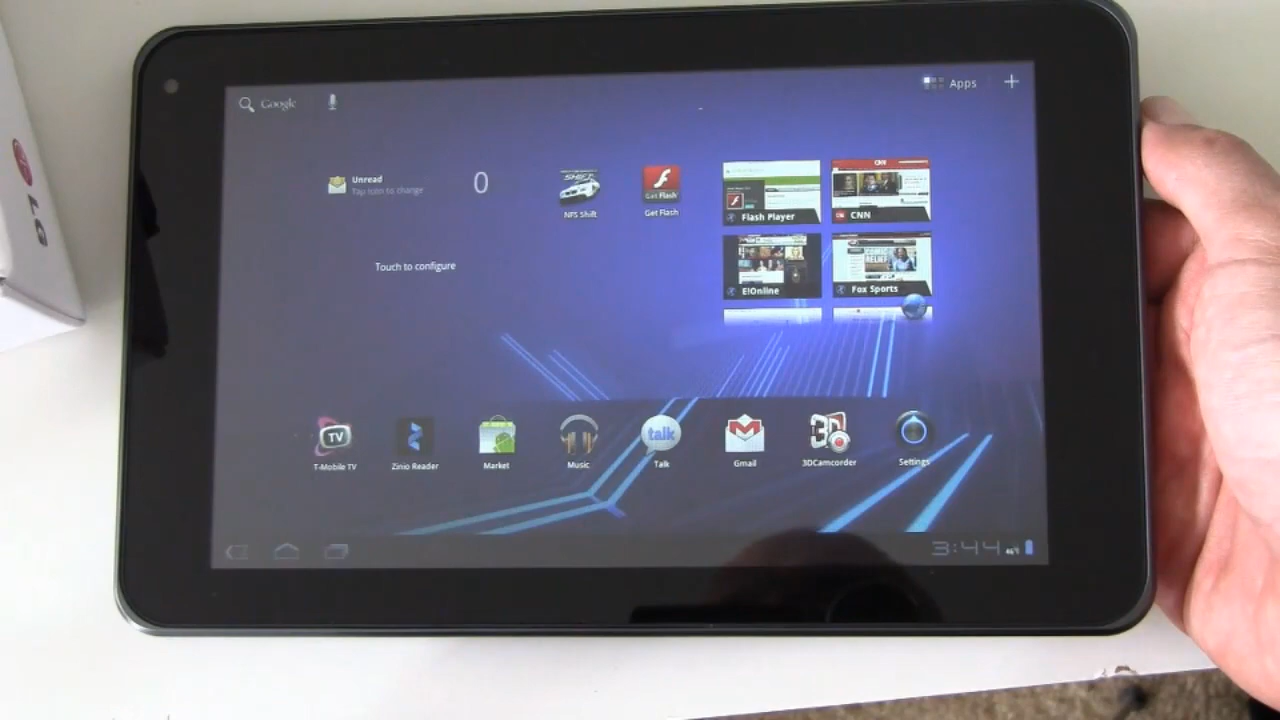 Google
Apps
LG
Unread
Tap icon to change
0
SHIFT
NFS Shift
Get Flash
Get Flash
Flash Player
CNN
CNN
E!Online
Fox Sports
Touch to configure
TV
T-Mobile TV
Zinio Reader
Market
Music
talk
Talk
Gmail
3D
3DCamcorder
Settings
3:44